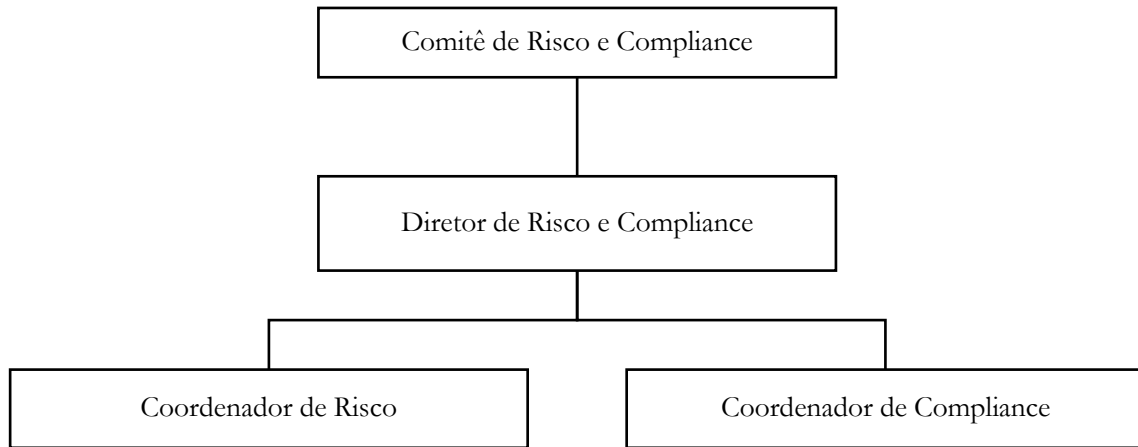 Comitê de Risco e Compliance
Diretor de Risco e Compliance
Coordenador de Risco
Coordenador de Compliance